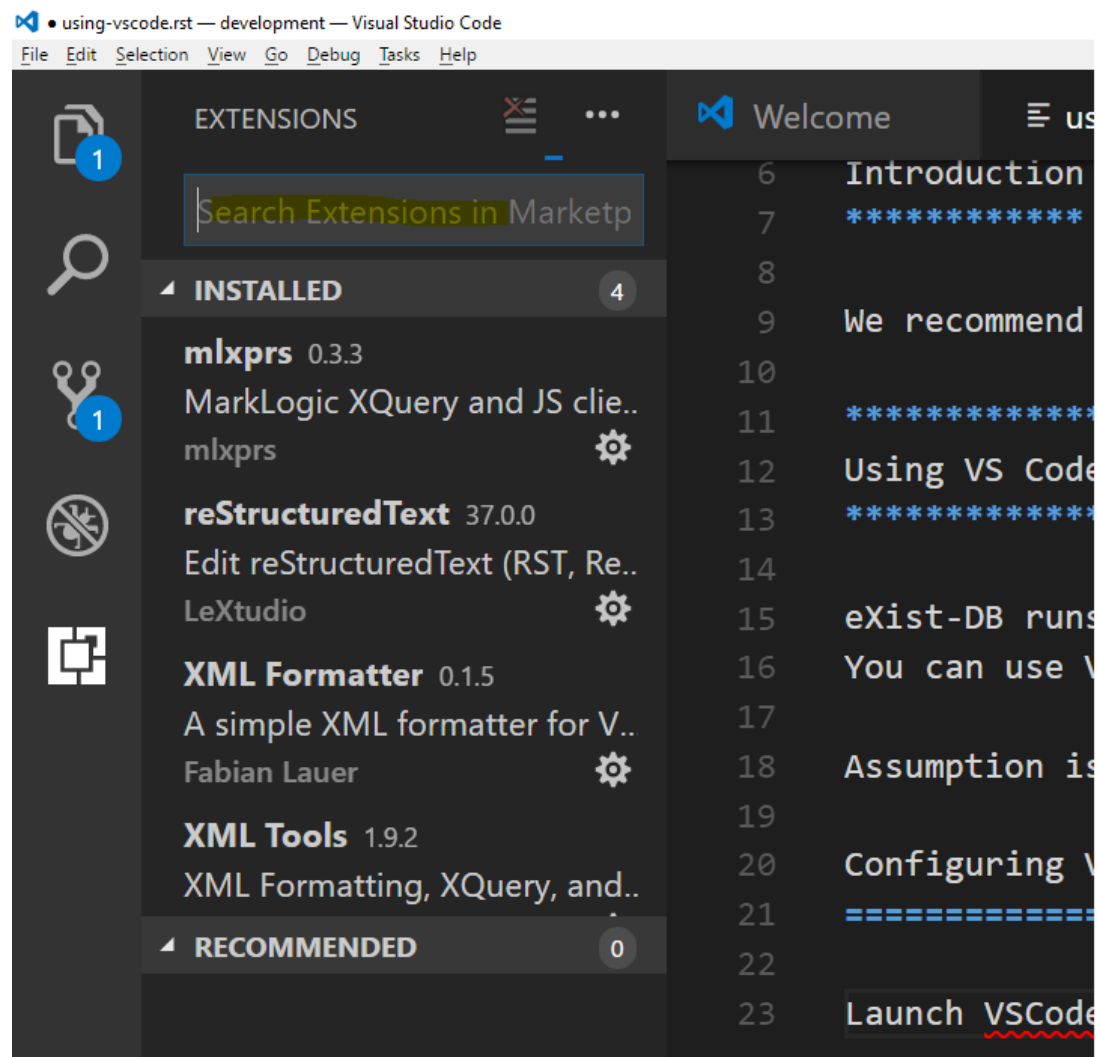 ● using-vscode.rst — development — Visual Studio Code
File Edit Selection View Go Debug Tasks Help
EXTENSIONS
Search Extensions in Marketp
INSTALLED 4
mlxprs 0.3.3
MarkLogic XQuery and JS clie..
mlxprs
reStructuredText 37.0.0
Edit reStructuredText (RST, Re..
LeXtudio
XML Formatter 0.1.5
A simple XML formatter for V..
Fabian Lauer
XML Tools 1.9.2
XML Formatting, XQuery, and..
RECOMMENDED 0
1
1
Welcome us
6 Introduction
7 ************
8
9 We recommend
10
11 *************
12 Using VS Code
13 *************
14
15 eXist-DB runs
16 You can use V
17
18 Assumption is
19
20 Configuring V
21 =============
22
23 Launch VSCode